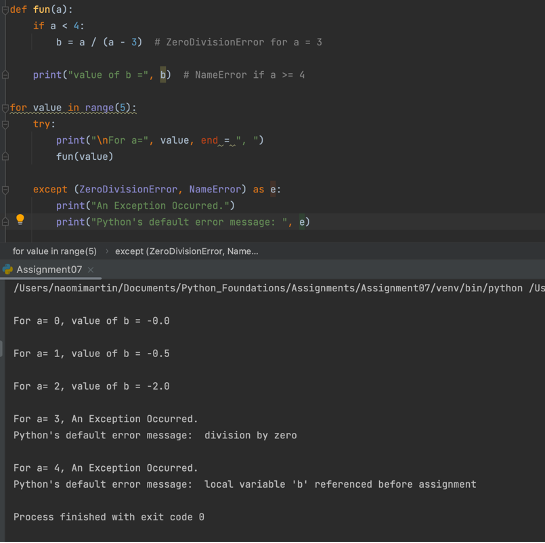 def fun(a):
    if a < 4:
        b = a / (a - 3)  # ZeroDivisionError for a = 3
    print("value of b =", b)  # NameError if a >= 4
for value in range(5):
    try:
        print("\nFor a=", value, end = ", ")
        fun(value)
    except (ZeroDivisionError, NameError) as e:
        print("An Exception Occurred.")
        print("Python's default error message: ", e)
for value in range(5) › except (ZeroDivisionError, Name...
Assignment07 ×
/Users/naomimartin/Documents/Python_Foundations/Assignments/Assignment07/venv/bin/python /Us
For a= 0, value of b = -0.0
For a= 1, value of b = -0.5
For a= 2, value of b = -2.0
For a= 3, An Exception Occurred.
Python's default error message:  division by zero
For a= 4, An Exception Occurred.
Python's default error message:  local variable 'b' referenced before assignment
Process finished with exit code 0